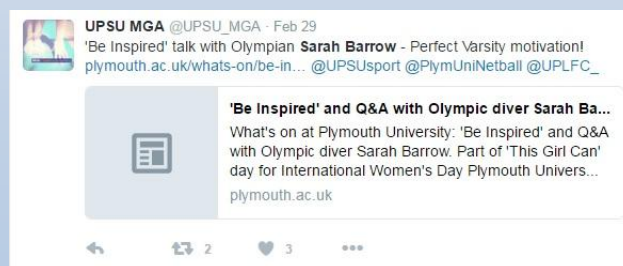 UPSU MGA @UPSU_MGA · Feb 29
'Be Inspired' talk with Olympian Sarah Barrow - Perfect Varsity motivation!
plymouth.ac.uk/whats-on/be-in... @UPSUsport @PlymUniNetball @UPLFC_
'Be Inspired' and Q&A with Olympic diver Sarah Ba...
What's on at Plymouth University: 'Be Inspired' and Q&A
with Olympic diver Sarah Barrow. Part of 'This Girl Can'
day for International Women's Day Plymouth Univers...
plymouth.ac.uk
2 3